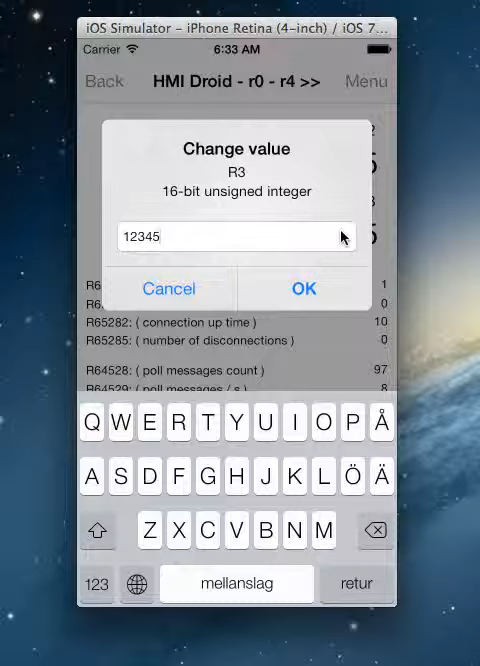 iOS Simulator - iPhone Retina (4-inch) / iOS 7...
Carrier 6:33 AM
Back HMI Droid - r0 - r4 >> Menu
Change value
R3
16-bit unsigned integer
12345
Cancel OK
1
0
R65282: ( connection up time ) 10
R65285: ( number of disconnections ) 0
R64528: ( poll messages count ) 97
R64529: ( poll messages / s ) 8
Q W E R T Y U I O P Å
A S D F G H J K L Ö Ä
Z X C V B N M
123 mellanslag retur